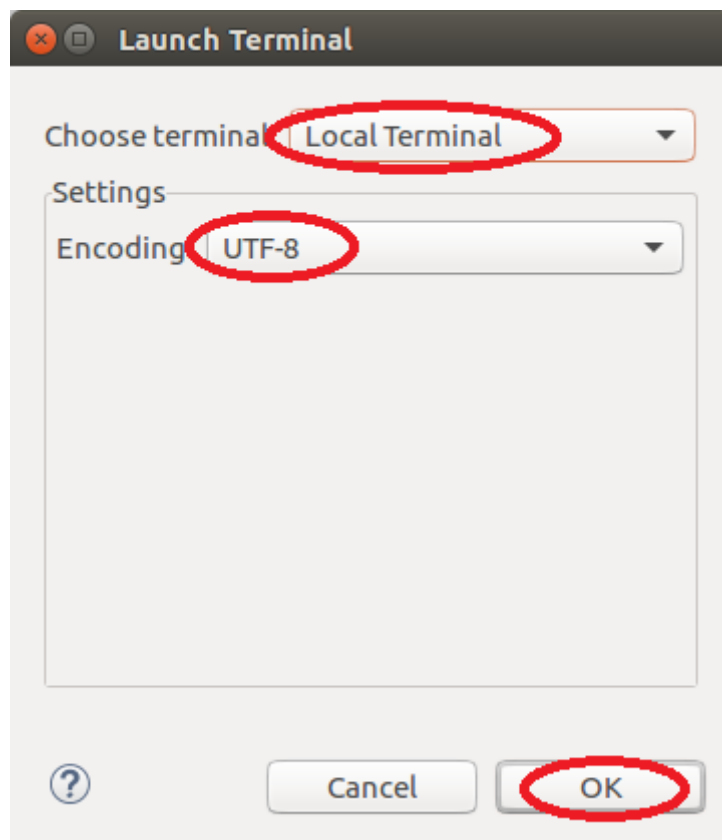 Launch Terminal
Choose terminal: Local Terminal
Settings
Encoding: UTF-8
Cancel OK